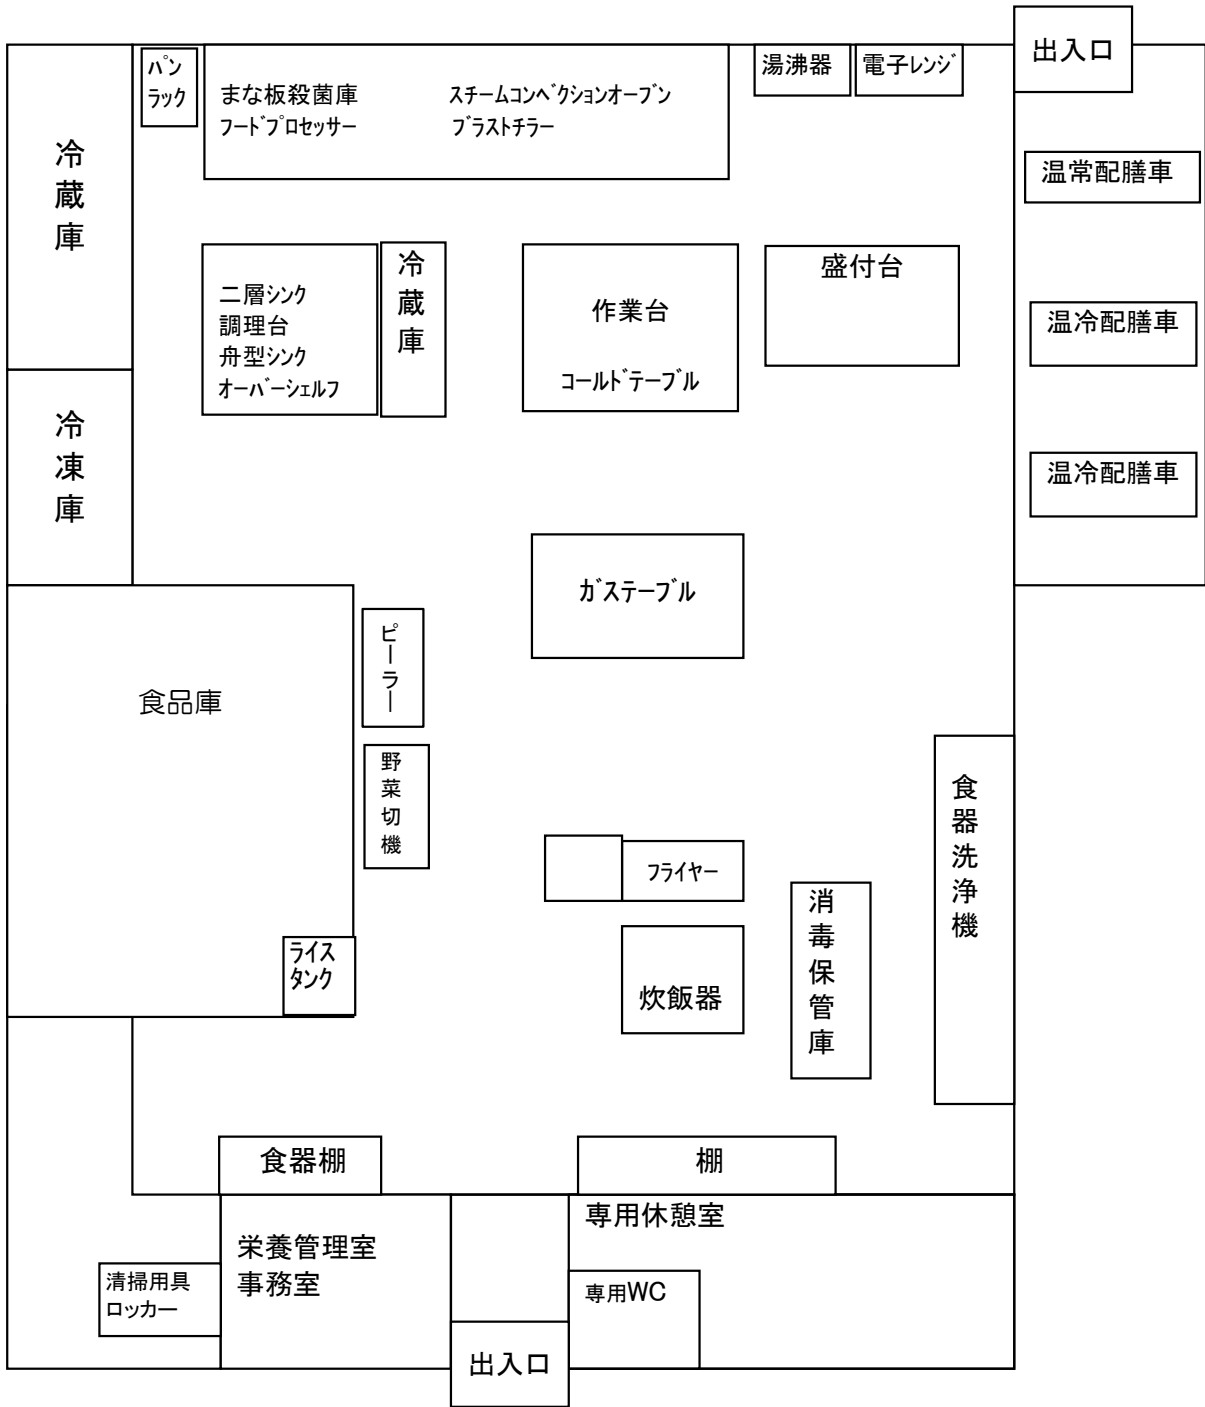 出入口
パン
ラック
まな板殺菌庫
フードプロセッサー
スチームコンベクションオーブン
ブラストチラー
湯沸器
電子レンジ
冷蔵庫
温常配膳車
二層シンク
調理台
舟型シンク
オーバーシェルフ
冷蔵庫
作業台
コールドテーブル
盛付台
温冷配膳車
冷凍庫
温冷配膳車
ガステーブル
ピーラー
食品庫
野菜切機
食器洗浄機
フライヤー
消毒保管庫
ライス
タンク
炊飯器
食器棚
棚
専用休憩室
栄養管理室
事務室
清掃用具
ロッカー
専用WC
出入口